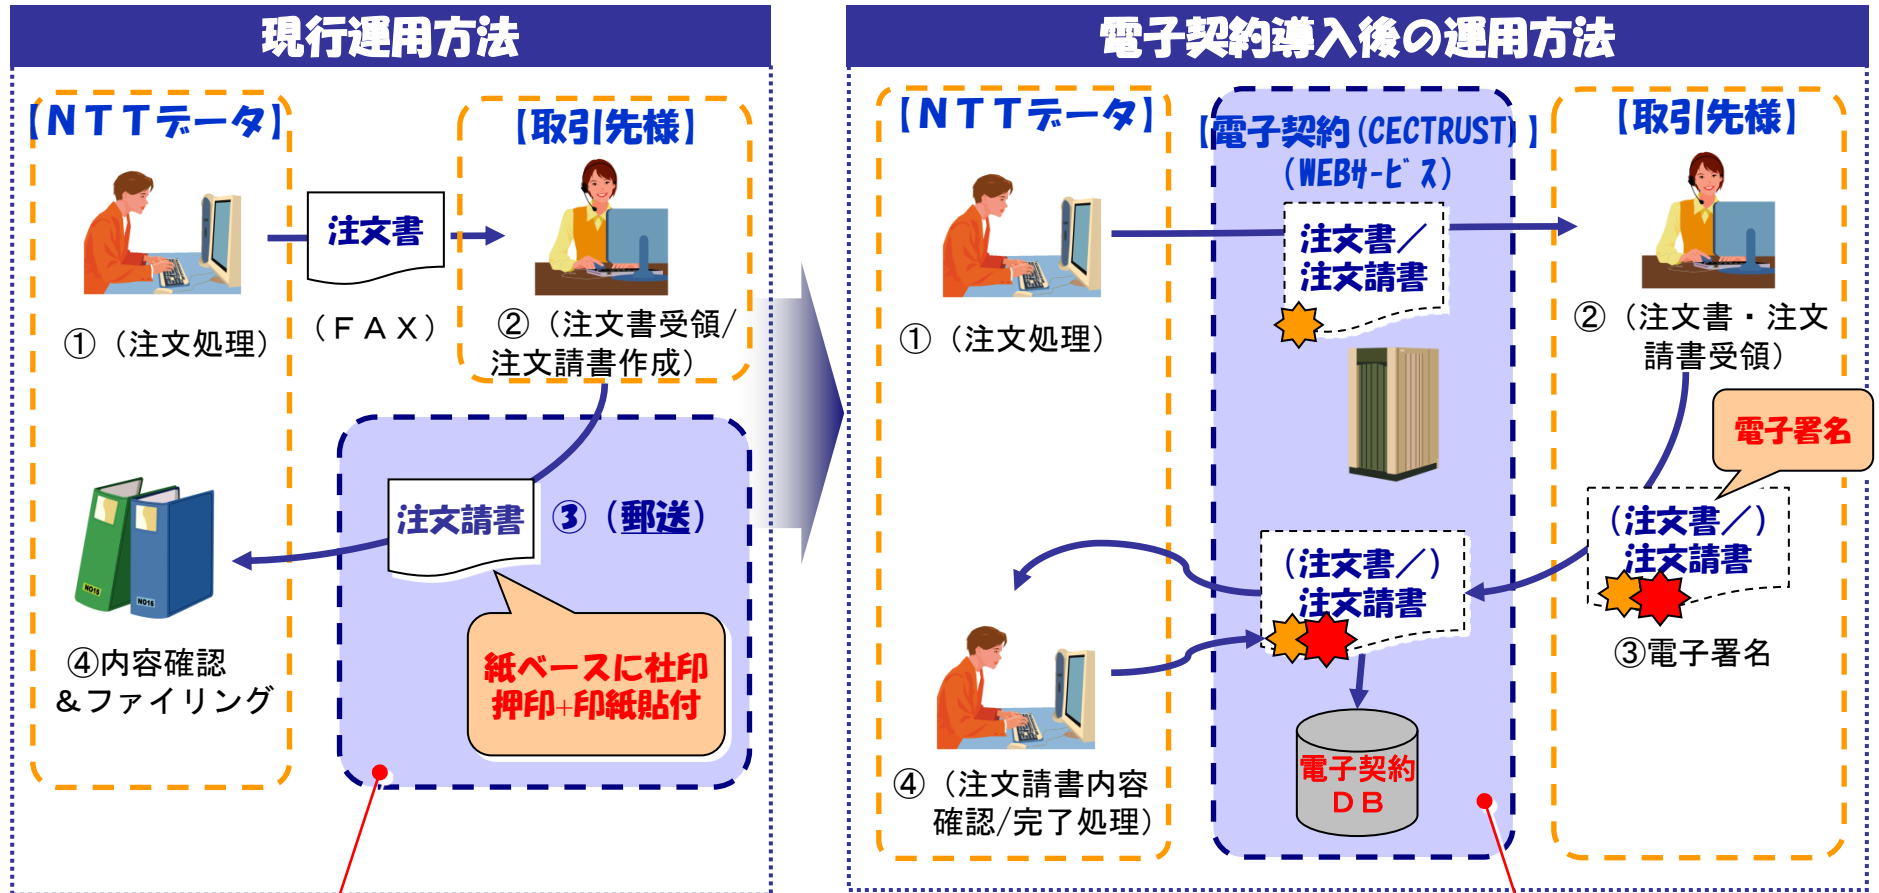 現行運用方法
【NTTデータ】
【取引先様】
注文書
①（注文処理）
（FAX）
②（注文書受領/
注文請書作成）
注文請書
③（郵送）
NO16
NO16
④内容確認
＆ファイリング
紙ベースに社印
押印+印紙貼付
電子契約導入後の運用方法
【NTTデータ】
【電子契約(CECTRUST)】
(WEBｻｰﾋﾞｽ)
【取引先様】
注文書／
注文請書
①（注文処理）
②（注文書・注文
請書受領）
電子署名
（注文書／）
注文請書
（注文書／）
注文請書
③電子署名
④（注文請書内容
確認/完了処理）
電子契約
DB